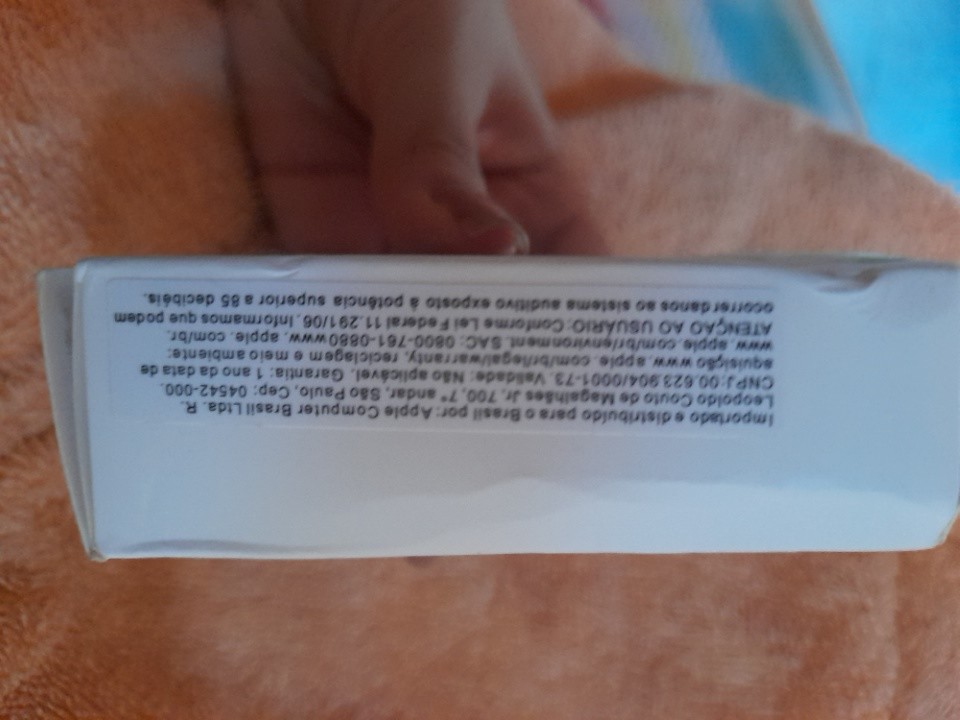 Importado e distribuído para o Brasil por: Apple Computer Brasil Ltda. R.
Leopoldo Couto de Magalhães Jr, 700, 7° andar, São Paulo, Cep: 04542-000.
CNPJ: 00.623.904/0001-73. Validade: Não aplicável. Garantia: 1 ano da data de
aquisição www.apple.com/br/legal/warranty, reciclagem e meio ambiente:
www.apple.com/br/environment. SAC: 0800-761-0880 www.apple.com/br.
ATENÇÃO AO USUÁRIO: Conforme Lei Federal 11.291/06. Informamos que podem
ocorrer danos ao sistema auditivo exposto à potência superior a 85 decibéis.